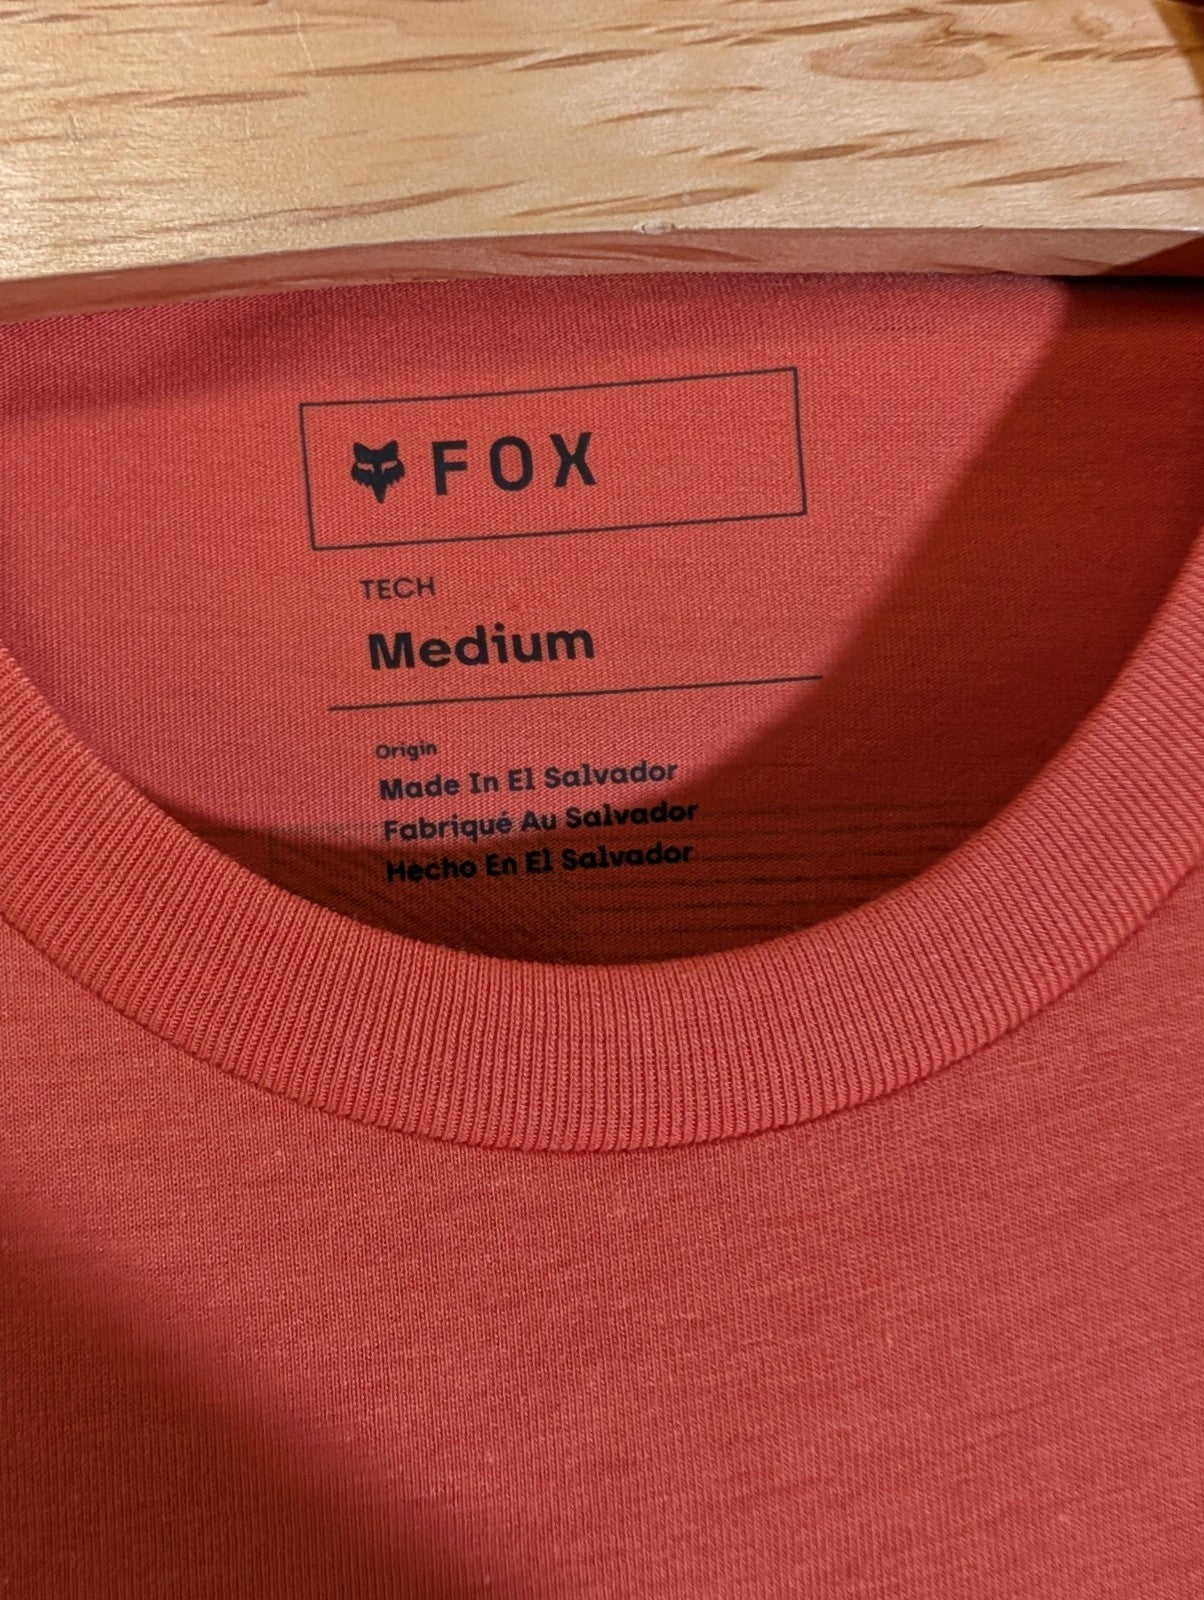 FOX
TECH
Medium
Origin
Made In El Salvador
Fabriqué Au Salvador
Hecho En El Salvador